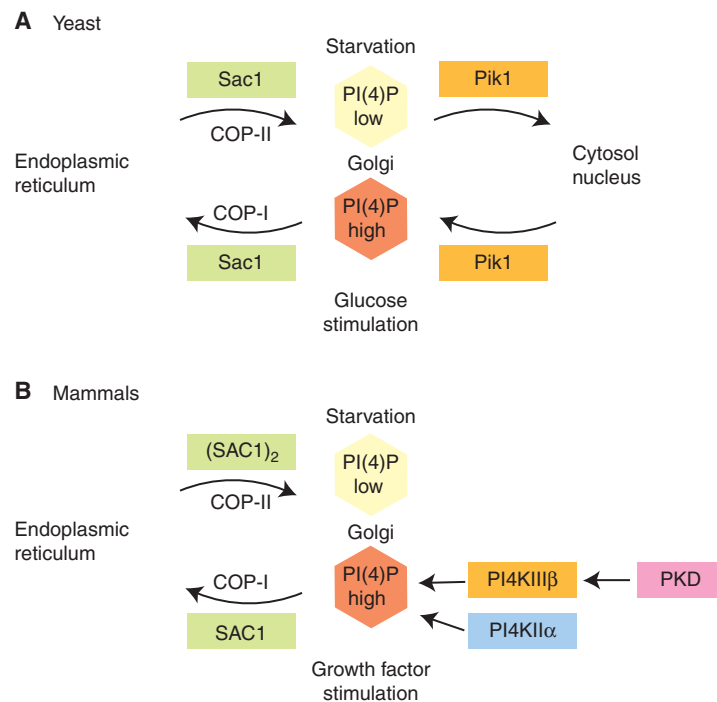 A Yeast
Starvation
Sac1
PI(4)P
low
Pik1
COP-II
Endoplasmic
reticulum
Golgi
Cytosol
nucleus
COP-I
PI(4)P
high
Sac1
Pik1
Glucose
stimulation
B Mammals
Starvation
(SAC1)₂
PI(4)P
low
COP-II
Endoplasmic
reticulum
Golgi
COP-I
PI(4)P
high
PI4KIIIβ
PKD
SAC1
PI4KIIα
Growth factor
stimulation